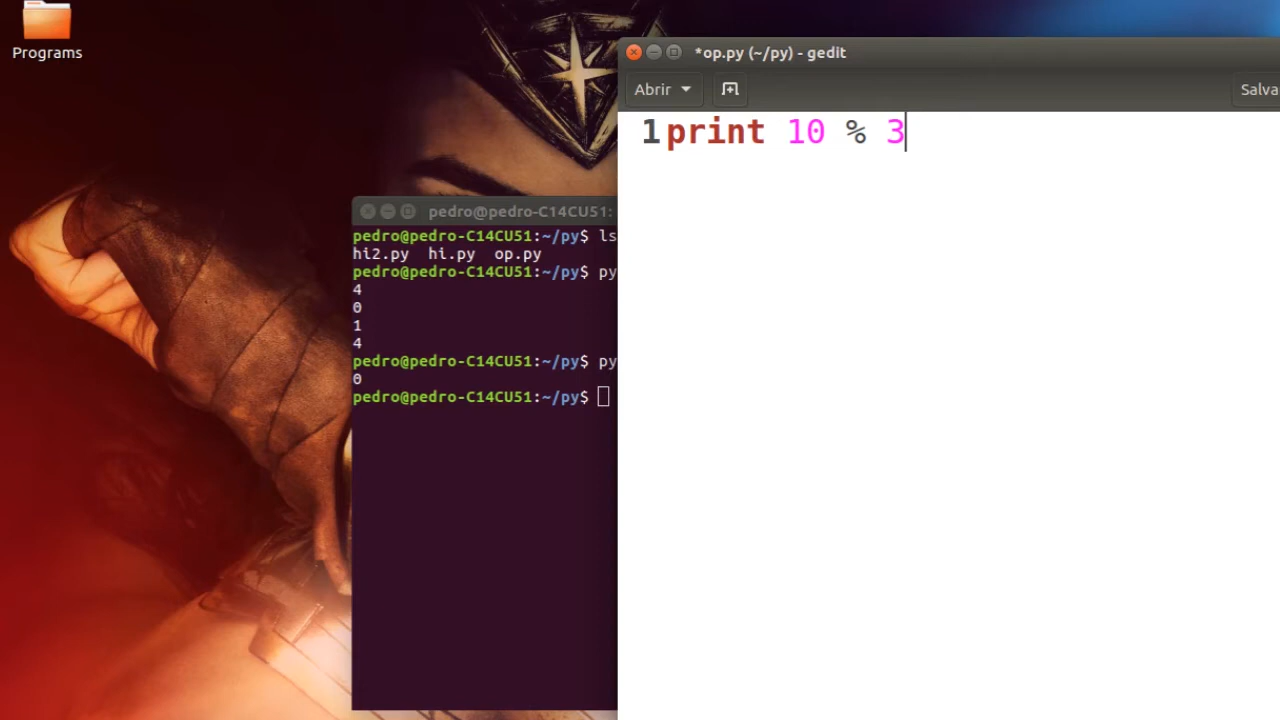 Programs
*op.py (~/py) - gedit
Abrir
Salva
1 print 10 % 3
pedro@pedro-C14CU51:
pedro@pedro-C14CU51:~/py$ ls
hi2.py hi.py op.py
pedro@pedro-C14CU51:~/py$ py
4
0
1
4
pedro@pedro-C14CU51:~/py$ py
0
pedro@pedro-C14CU51:~/py$